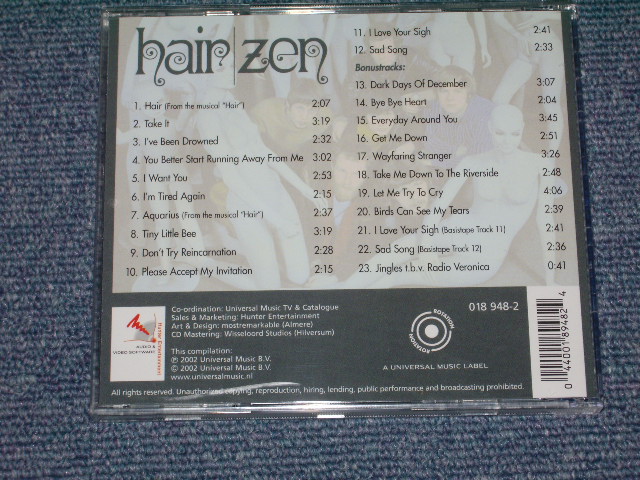 hair zen
1. Hair (From the musical "Hair") 2:07
2. Take It 3:19
3. I've Been Drowned 2:32
4. You Better Start Running Away From Me 3:02
5. I Want You 2:53
6. I'm Tired Again 2:15
7. Aquarius (From the musical "Hair") 2:37
8. Tiny Little Bee 3:19
9. Don't Try Reincarnation 2:28
10. Please Accept My Invitation 2:15
11. I Love Your Sigh 2:41
12. Sad Song 2:33
Bonustracks:
13. Dark Days Of December 3:07
14. Bye Bye Heart 2:04
15. Everyday Around You 3:45
16. Get Me Down 2:51
17. Wayfaring Stranger 3:26
18. Take Me Down To The Riverside 2:48
19. Let Me Try To Cry 4:06
20. Birds Can See My Tears 2:39
21. I Love Your Sigh (Basistape Track 11) 2:41
22. Sad Song (Basistape Track 12) 2:36
23. Jingles t.b.v. Radio Veronica 0:41
Hunter Entertainment
AUDIO &
VIDEO SOFTWARE
Co-ordination: Universal Music TV & Catalogue
Sales & Marketing: Hunter Entertainment
Art & Design: mostremarkable (Almere)
CD Mastering: Wisseloord Studios (Hilversum)
This compilation:
℗ 2002 Universal Music B.V.
© 2002 Universal Music B.V.
www.universalmusic.nl
ROTATION
ROTATION
A UNIVERSAL MUSIC LABEL
018 948-2
0 44001 89482 4
All rights reserved. Unauthorised copying, reproduction, hiring, lending, public performance and broadcasting prohibited.